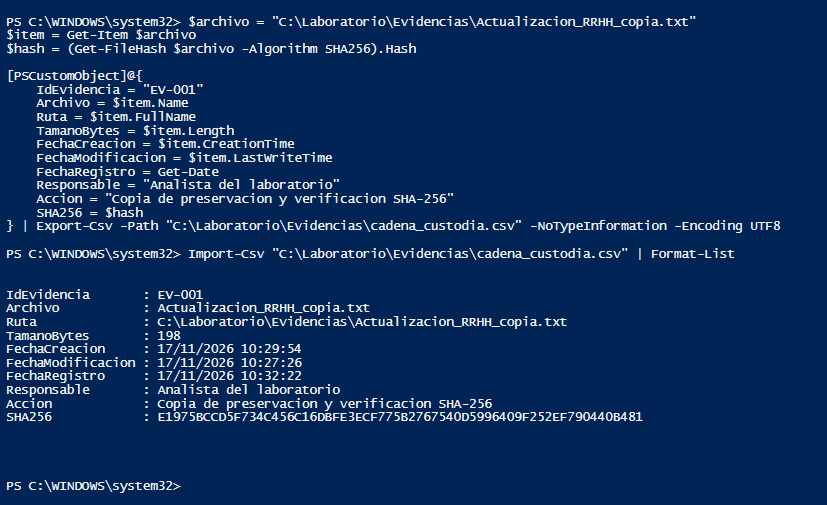 PS C:\WINDOWS\system32> $archivo = "C:\Laboratorio\Evidencias\Actualizacion_RRHH_copia.txt"
$item = Get-Item $archivo
$hash = (Get-FileHash $archivo -Algorithm SHA256).Hash
[PSCustomObject]@{
    IdEvidencia = "EV-001"
    Archivo = $item.Name
    Ruta = $item.FullName
    TamanoBytes = $item.Length
    FechaCreacion = $item.CreationTime
    FechaModificacion = $item.LastWriteTime
    FechaRegistro = Get-Date
    Responsable = "Analista del laboratorio"
    Accion = "Copia de preservacion y verificacion SHA-256"
    SHA256 = $hash
} | Export-Csv -Path "C:\Laboratorio\Evidencias\cadena_custodia.csv" -NoTypeInformation -Encoding UTF8
PS C:\WINDOWS\system32> Import-Csv "C:\Laboratorio\Evidencias\cadena_custodia.csv" | Format-List
IdEvidencia       : EV-001
Archivo           : Actualizacion_RRHH_copia.txt
Ruta              : C:\Laboratorio\Evidencias\Actualizacion_RRHH_copia.txt
TamanoBytes       : 198
FechaCreacion     : 17/11/2026 10:29:54
FechaModificacion : 17/11/2026 10:27:26
FechaRegistro     : 17/11/2026 10:32:22
Responsable       : Analista del laboratorio
Accion            : Copia de preservacion y verificacion SHA-256
SHA256            : E1975BCCD5F734C456C16DBFE3ECF775B2767540D5996409F252EF790440B481
PS C:\WINDOWS\system32>